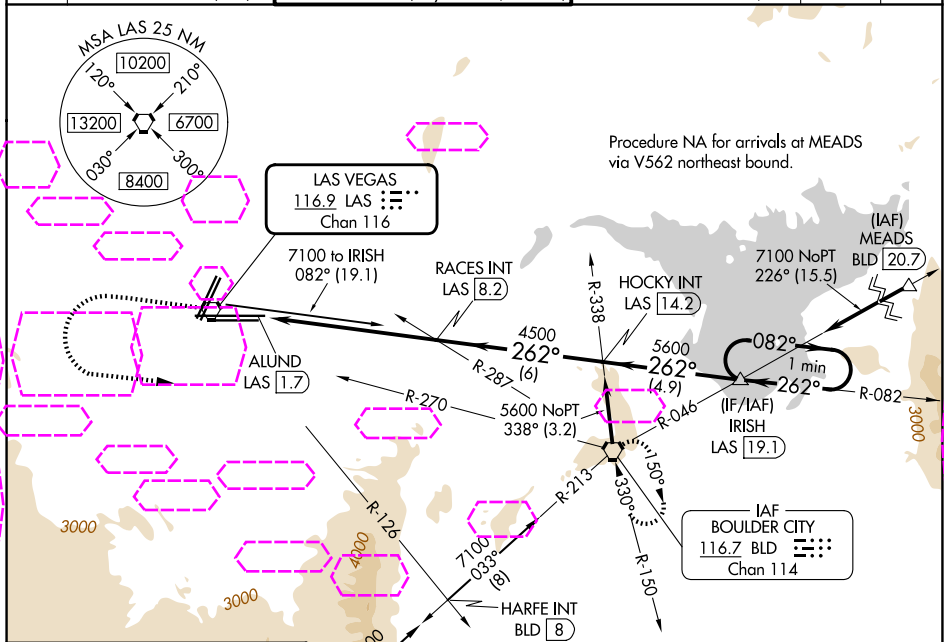 MSA LAS 25 NM
10200
120°
210°
13200
6700
030°
300°
8400
Procedure NA for arrivals at MEADS
via V562 northeast bound.
LAS VEGAS
116.9 LAS
Chan 116
7100 to IRISH
082° (19.1)
RACES INT
LAS 8.2
HOCKY INT
LAS 14.2
(IAF)
MEADS
BLD 20.7
7100 NoPT
226° (15.5)
R-338
ALUND
LAS 1.7
4500
262°
(6)
5600
262°
(4.9)
082°
1 min
262°
R-082
R-287
R-270
5600 NoPT
338° (3.2)
R-046
(IF/IAF)
IRISH
LAS 19.1
3000
R-213
150°
330°
R-150
IAF
BOULDER CITY
116.7 BLD
Chan 114
R-126
3000
4000
7100
033°
(8)
3000
HARFE INT
BLD 8